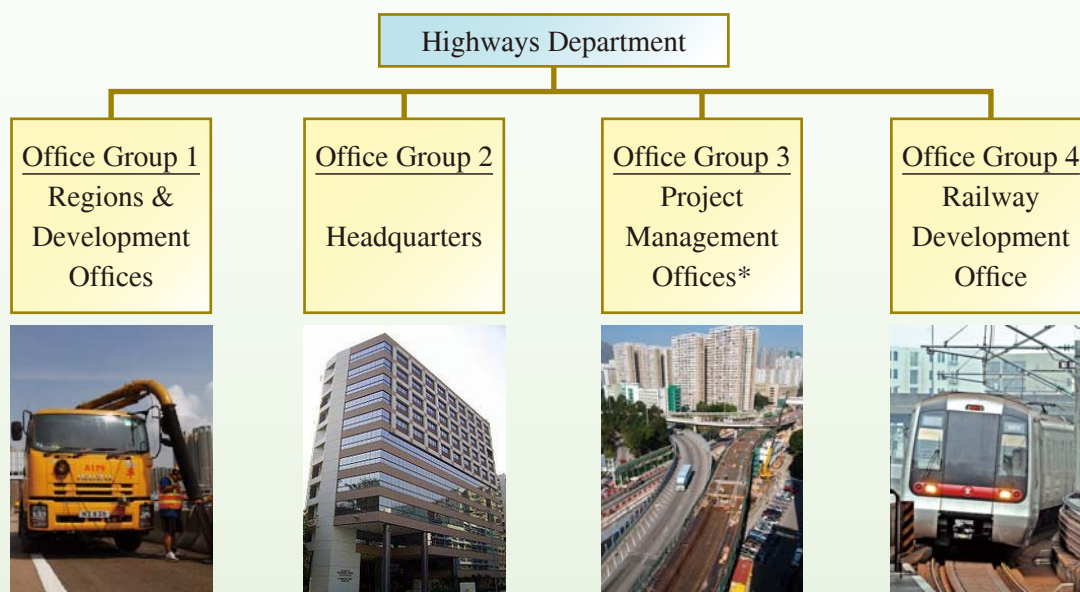 Highways Department
Office Group 1
Regions &
Development
Offices
Office Group 2
Headquarters
Office Group 3
Project
Management
Offices*
Office Group 4
Railway
Development
Office
A179